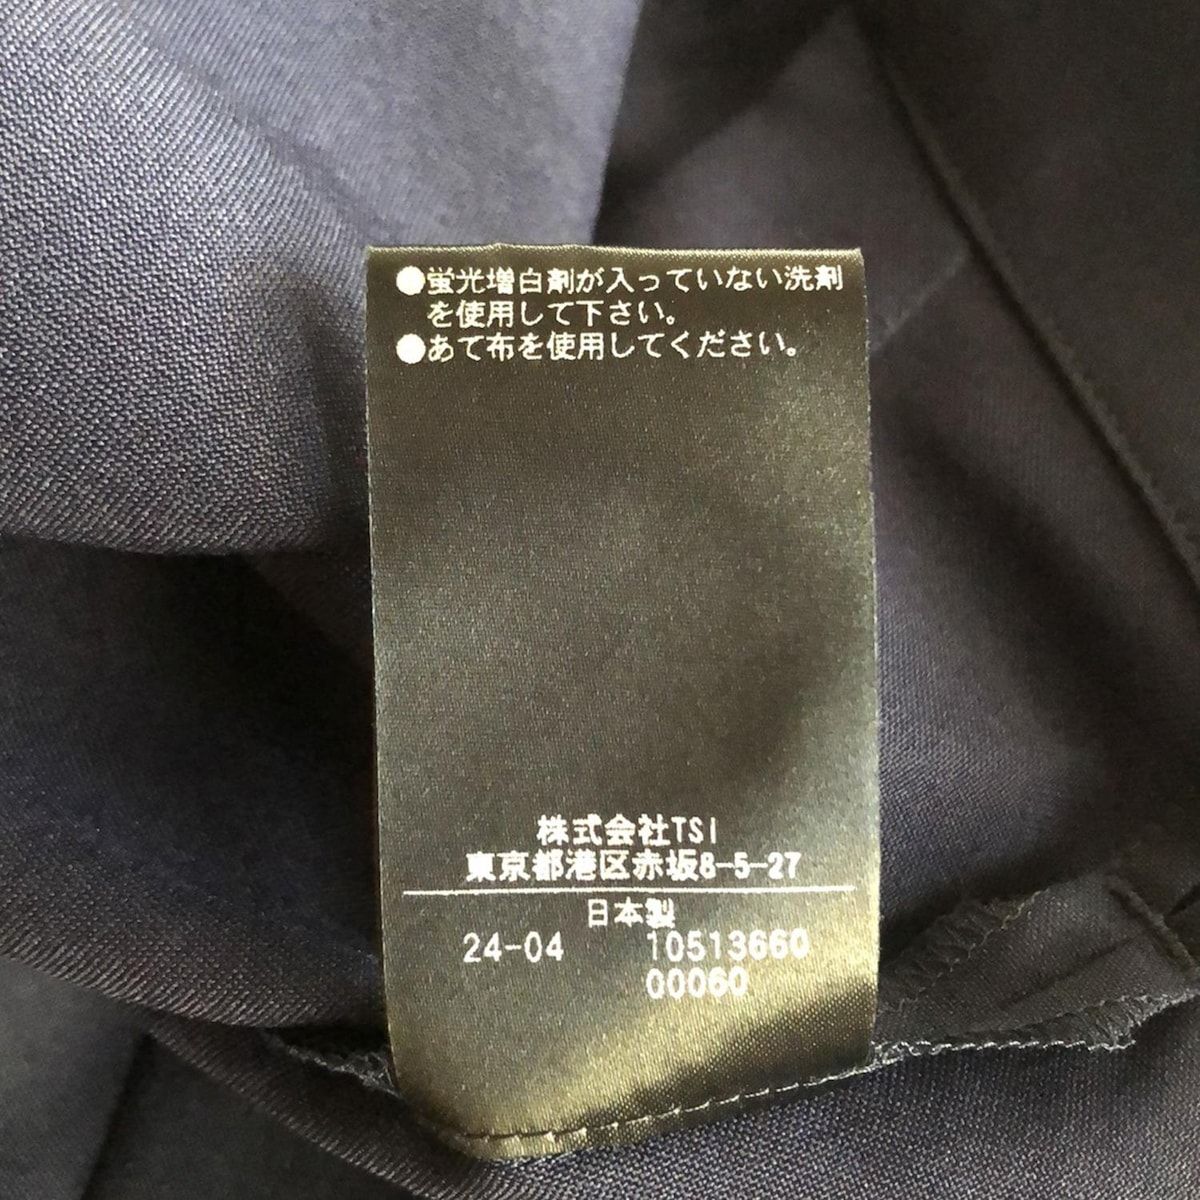 ●蛍光増白剤が入っていない洗剤
を使用して下さい。
●あて布を使用してください。
株式会社TSI
東京都港区赤坂8-5-27
日本製
24-04 10513660
00060